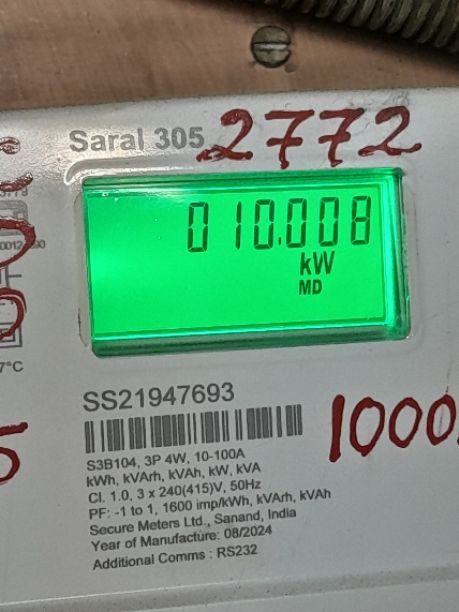 Saral 305 2772
010.008
kW
MD
7°C
SS21947693
1000
S3B104, 3P 4W, 10-100A
kWh, kVArh, kVAh, kW, kVA
Cl. 1.0, 3 x 240(415)V, 50Hz
PF: -1 to 1, 1600 imp/kWh, kVArh, kVAh
Secure Meters Ltd., Sanand, India
Year of Manufacture: 08/2024
Additional Comms : RS232